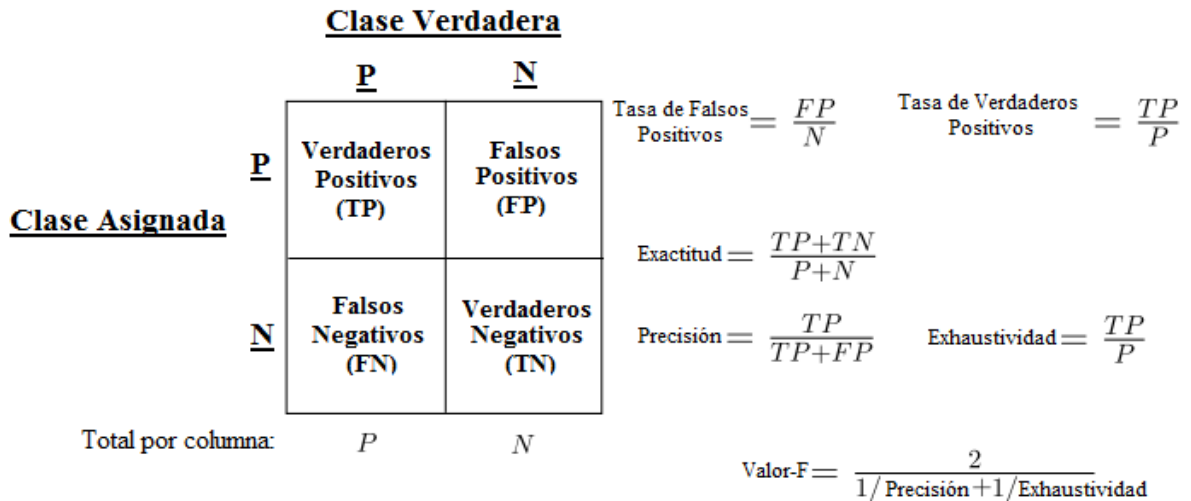 Clase Verdadera
P N
Tasa de Falsos Positivos = FP/N
Tasa de Verdaderos Positivos = TP/P
P
Verdaderos
Positivos
(TP)
Falsos
Positivos
(FP)
Clase Asignada
Exactitud = TP+TN/P+N
N
Falsos
Negativos
(FN)
Verdaderos
Negativos
(TN)
Precisión = TP/TP+FP
Exhaustividad = TP/P
Total por columna: P N
Valor-F = 2/1/Precisión+1/Exhaustividad